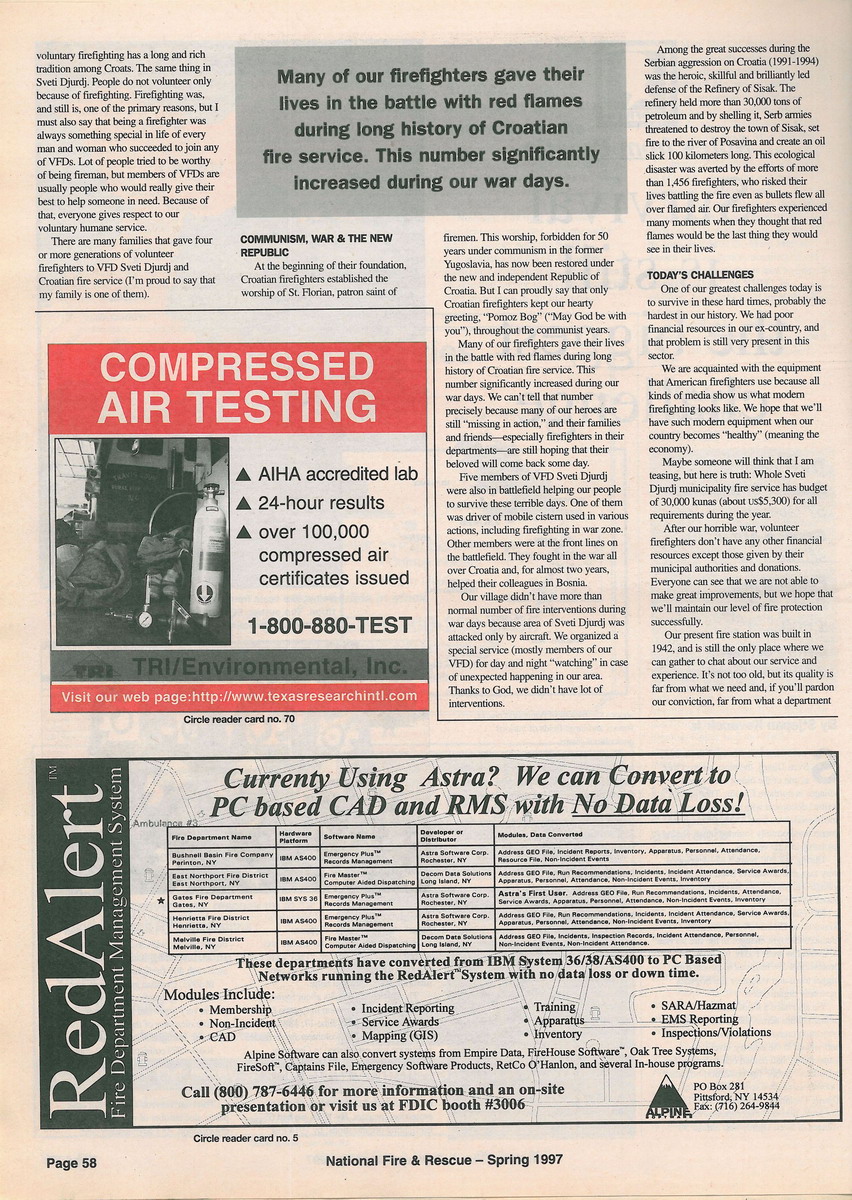 voluntary firefighting has a long and rich
tradition among Croats. The same thing in
Sveti Djurdj. People do not volunteer only
because of firefighting. Firefighting was,
and still is, one of the primary reasons, but I
must also say that being a firefighter was
always something special in life of every
man and woman who succeeded to join any
of VFDs. Lot of people tried to be worthy
of being fireman, but members of VFDs are
usually people who would really give their
best to help someone in need. Because of
that, everyone gives respect to our
voluntary humane service.
There are many families that gave four
or more generations of volunteer
firefighters to VFD Sveti Djurdj and
Croatian fire service (I'm proud to say that
my family is one of them).
Many of our firefighters gave their
lives in the battle with red flames
during long history of Croatian
fire service. This number significantly
increased during our war days.
COMMUNISM, WAR & THE NEW
REPUBLIC
At the beginning of their foundation,
Croatian firefighters established the
worship of St. Florian, patron saint of
firemen. This worship, forbidden for 50
years under communism in the former
Yugoslavia, has now been restored under
the new and independent Republic of
Croatia. But I can proudly say that only
Croatian firefighters kept our hearty
greeting, "Pomoz Bog" ("May God be with
you"), throughout the communist years.
Many of our firefighters gave their lives
in the battle with red flames during long
history of Croatian fire service. This
number significantly increased during our
war days. We can't tell that number
precisely because many of our heroes are
still "missing in action," and their families
and friends—especially firefighters in their
departments—are still hoping that their
beloved will come back some day.
Five members of VFD Sveti Djurdj
were also in battlefield helping our people
to survive these terrible days. One of them
was driver of mobile cistern used in various
actions, including firefighting in war zone.
Other members were at the front lines on
the battlefield. They fought in the war all
over Croatia and, for almost two years,
helped their colleagues in Bosnia.
Our village didn't have more than
normal number of fire interventions during
war days because area of Sveti Djurdj was
attacked only by aircraft. We organized a
special service (mostly members of our
VFD) for day and night "watching" in case
of unexpected happening in our area.
Thanks to God, we didn't have lot of
interventions.
Among the great successes during the
Serbian aggression on Croatia (1991-1994)
was the heroic, skillful and brilliantly led
defense of the Refinery of Sisak. The
refinery held more than 30,000 tons of
petroleum and by shelling it, Serb armies
threatened to destroy the town of Sisak, set
fire to the river of Posavina and create an oil
slick 100 kilometers long. This ecological
disaster was averted by the efforts of more
than 1,456 firefighters, who risked their
lives battling the fire even as bullets flew all
over flamed air. Our firefighters experienced
many moments when they thought that red
flames would be the last thing they would
see in their lives.
TODAY'S CHALLENGES
One of our greatest challenges today is
to survive in these hard times, probably the
hardest in our history. We had poor
financial resources in our ex-country, and
that problem is still very present in this
sector.
We are acquainted with the equipment
that American firefighters use because all
kinds of media show us what modern
firefighting looks like. We hope that we'll
have such modern equipment when our
country becomes "healthy" (meaning the
economy).
Maybe someone will think that I am
teasing, but here is truth: Whole Sveti
Djurdj municipality fire service has budget
of 30,000 kunas (about US$5,300) for all
requirements during the year.
After our horrible war, volunteer
firefighters don't have any other financial
resources except those given by their
municipal authorities and donations.
Everyone can see that we are not able to
make great improvements, but we hope that
we'll maintain our level of fire protection
successfully.
Our present fire station was built in
1942, and is still the only place where we
can gather to chat about our service and
experience. It's not too old, but its quality is
far from what we need and, if you'll pardon
our conviction, far from what a department
COMPRESSED
AIR TESTING
▲ AIHA accredited lab
▲ 24-hour results
▲ over 100,000
compressed air
certificates issued
1-800-880-TEST
TRI TRI/Environmental, Inc.
Visit our web page:http://www.texasresearchintl.com
Circle reader card no. 70
RedAlert™
Fire Department Management System
Currenty Using Astra? We can Convert to
PC based CAD and RMS with No Data Loss!
Ambulance #3
Fire Department Name Hardware Platform Software Name Developer or Distributor Modules, Data Converted
Bushnell Basin Fire Company Perinton, NY IBM AS400 Emergency Plus™ Records Management Astra Software Corp. Rochester, NY Address GEO File, Incident Reports, Inventory, Apparatus, Personnel, Attendance, Resource File, Non-Incident Events
East Northport Fire District East Northport, NY IBM AS400 Fire Master™ Computer Aided Dispatching Decom Data Solutions Long Island, NY Address GEO File, Run Recommendations, Incidents, Incident Attendance, Service Awards, Apparatus, Personnel, Attendance, Non-Incident Events, Inventory
★ Gates Fire Department Gates, NY IBM SYS 36 Emergency Plus™ Records Management Astra Software Corp. Rochester, NY Astra's First User. Address GEO File, Run Recommendations, Incidents, Attendance, Service Awards, Apparatus, Personnel, Attendance, Non-Incident Events, Inventory
Henrietta Fire District Henrietta, NY IBM AS400 Emergency Plus™ Records Management Astra Software Corp. Rochester, NY Address GEO File, Run Recommendations, Incidents, Incident Attendance, Service Awards, Apparatus, Personnel, Attendance, Non-Incident Events, Inventory
Melville Fire District Melville, NY IBM AS400 Fire Master™ Computer Aided Dispatching Decom Data Solutions Long Island, NY Address GEO File, Incidents, Inspection Records, Incident Attendance, Personnel, Non-Incident Events, Non-Incident Attendance.
These departments have converted from IBM System 36/38/AS400 to PC Based
Networks running the RedAlert™System with no data loss or down time.
Modules Include:
• Membership • Incident Reporting • Training • SARA/Hazmat
• Non-Incident • Service Awards • Apparatus • EMS Reporting
• CAD • Mapping (GIS) • Inventory • Inspections/Violations
Alpine Software can also convert systems from Empire Data, FireHouse Software™, Oak Tree Systems,
FireSoft™, Captains File, Emergency Software Products, RetCo O'Hanlon, and several In-house programs.
Call (800) 787-6446 for more information and an on-site
presentation or visit us at FDIC booth #3006
ALPINE
PO Box 281
Pittsford, NY 14534
Fax: (716) 264-9844
Circle reader card no. 5
Page 58
National Fire & Rescue – Spring 1997